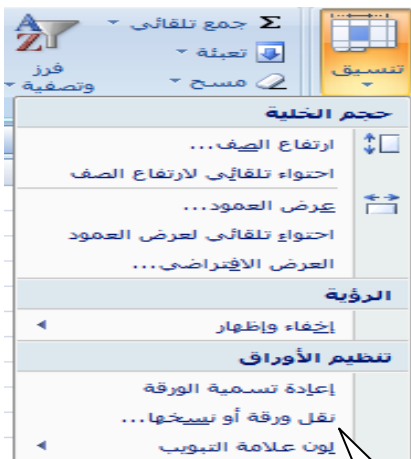 Σ جمع تلقائي
تعبئة
مسح
فرز
وتصفية
تنسيق
حجم الخلية
ارتفاع الصف...
احتواء تلقائي لارتفاع الصف
عرض العمود...
احتواء تلقائي لعرض العمود
العرض الافتراضي...
الرؤية
إخفاء وإظهار
تنظيم الأوراق
إعادة تسمية الورقة
نقل ورقة أو نسخها...
لون علامة التبويب